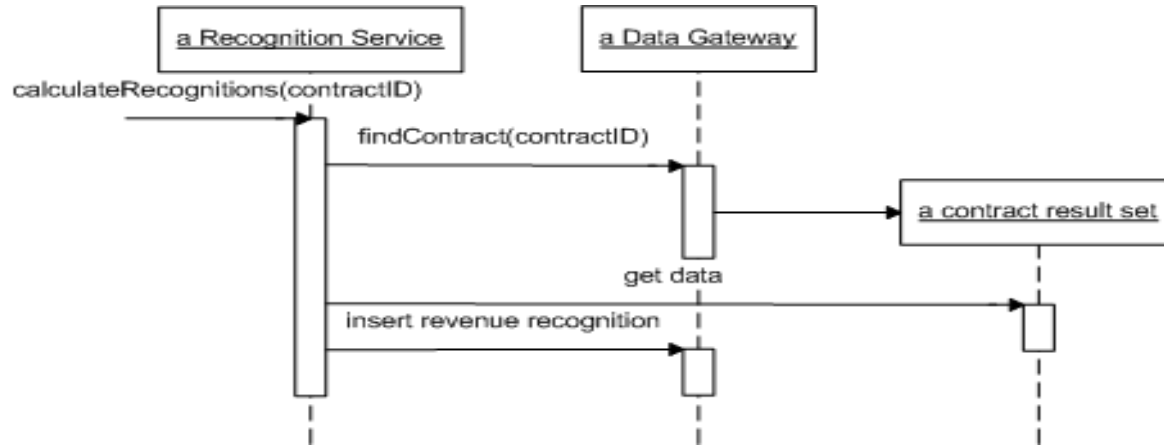 a Recognition Service
a Data Gateway
calculateRecognitions(contractID)
findContract(contractID)
a contract result set
get data
insert revenue recognition